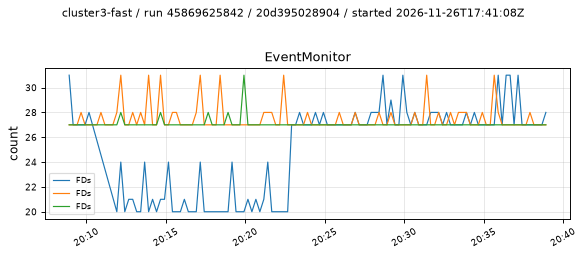 cluster3-fast / run 45869625842 / 20d395028904 / started 2026-11-26T17:41:08Z
EventMonitor
count
30
28
26
24
22
20
FDs
FDs
FDs
20:10
20:15
20:20
20:25
20:30
20:35
20:40